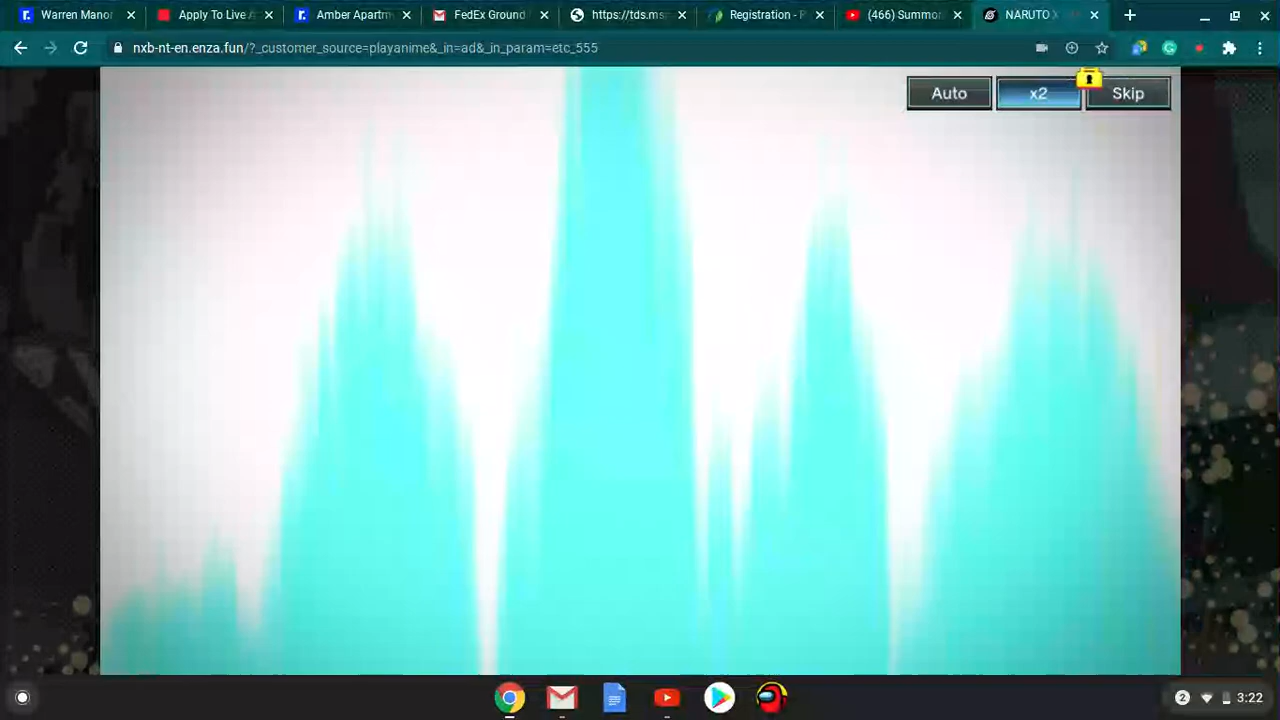 Warren Manor
Apply To Live A
Amber Apartm
FedEx Ground
https://tds.ms
Registration - P
(466) Summon
NARUTO X
nxb-nt-en.enza.fun/?_customer_source=playanime&_in=ad&_in_param=etc_555
Auto
x2
Skip
2
3:22